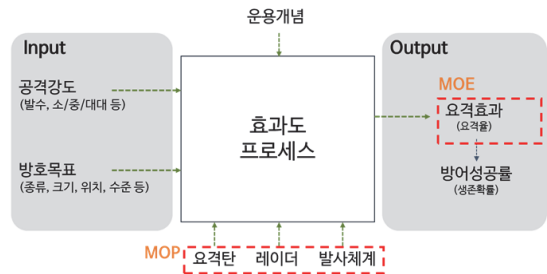 운용개념
Input
Output
공격강도
(발수, 소/중/대대 등)
방호목표
(종류, 크기, 위치, 수준 등)
효과도
프로세스
MOE
요격효과
(요격율)
방어성공률
(생존확률)
MOP
요격탄
레이더
발사체계